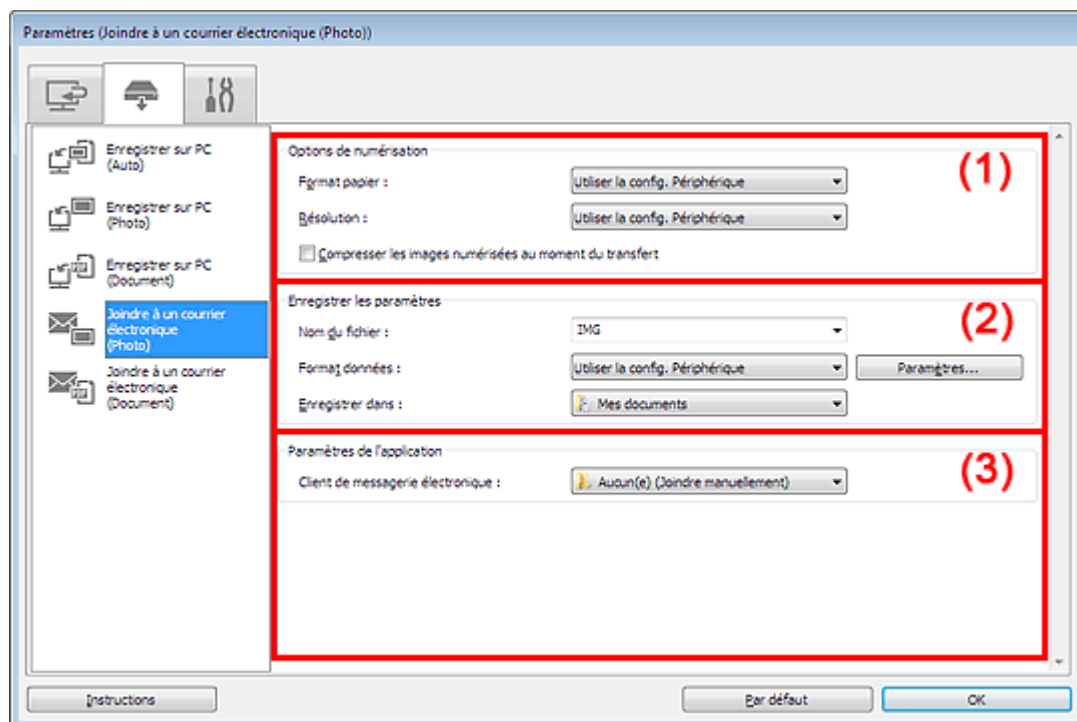 Paramètres (Joindre à un courrier électronique (Photo))
Enregistrer sur PC
(Auto)
Enregistrer sur PC
(Photo)
Enregistrer sur PC
(Document)
Joindre à un courrier
électronique
(Photo)
Joindre à un courrier
électronique
(Document)
Options de numérisation
(1)
Format papier :
Utiliser la config. Périphérique
Résolution :
Utiliser la config. Périphérique
Compresser les images numérisées au moment du transfert
Enregistrer les paramètres
(2)
Nom du fichier :
IMG
Format données :
Utiliser la config. Périphérique
Paramètres...
Enregistrer dans :
Mes documents
Paramètres de l'application
(3)
Client de messagerie électronique :
Aucun(e) (Joindre manuellement)
Instructions
Par défaut
OK